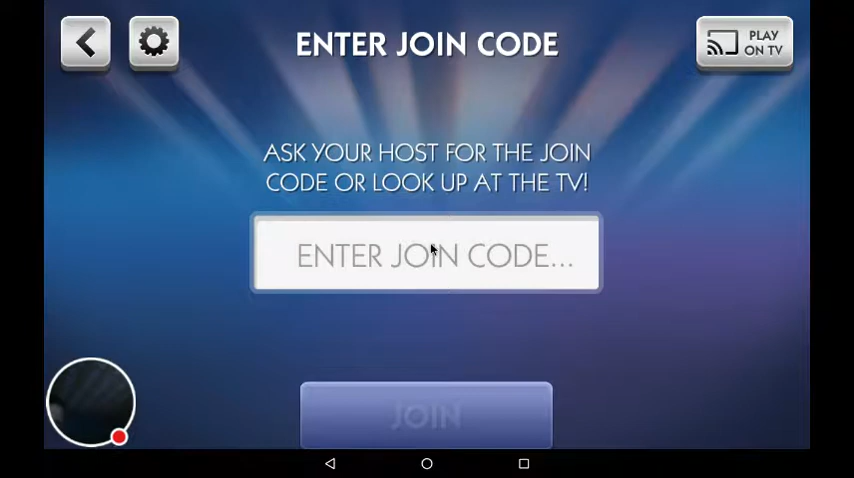 ENTER JOIN CODE
PLAY
ON TV
ASK YOUR HOST FOR THE JOIN
CODE OR LOOK UP AT THE TV!
ENTER JOIN CODE...
JOIN